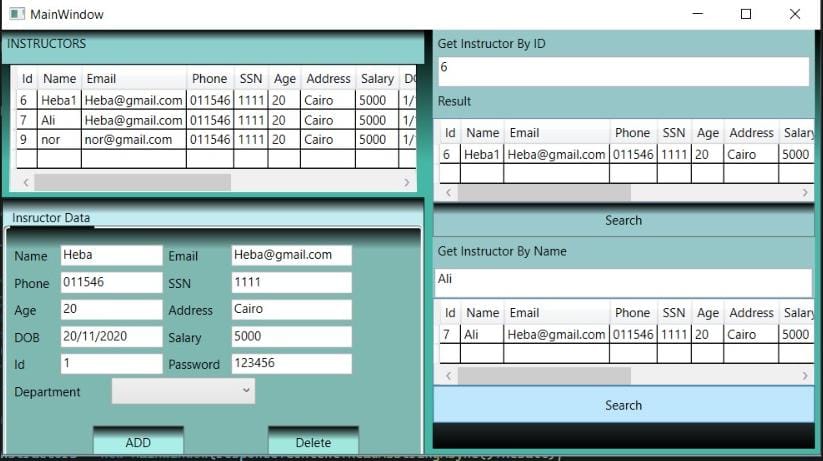 MainWindow
INSTRUCTORS
Id Name Email Phone SSN Age Address Salary
6 Heba1 Heba@gmail.com 011546 1111 20 Cairo 5000
7 Ali Heba@gmail.com 011546 1111 20 Cairo 5000
9 nor nor@gmail.com 011546 1111 20 Cairo 5000
Insructor Data
Name Heba Email Heba@gmail.com
Phone 011546 SSN 1111
Age 20 Address Cairo
DOB 20/11/2020 Salary 5000
Id 1 Password 123456
Department
ADD Delete
Get Instructor By ID
6
Result
Id Name Email Phone SSN Age Address Salary
6 Heba1 Heba@gmail.com 011546 1111 20 Cairo 5000
Search
Get Instructor By Name
Ali
Id Name Email Phone SSN Age Address Salary
7 Ali Heba@gmail.com 011546 1111 20 Cairo 5000
Search